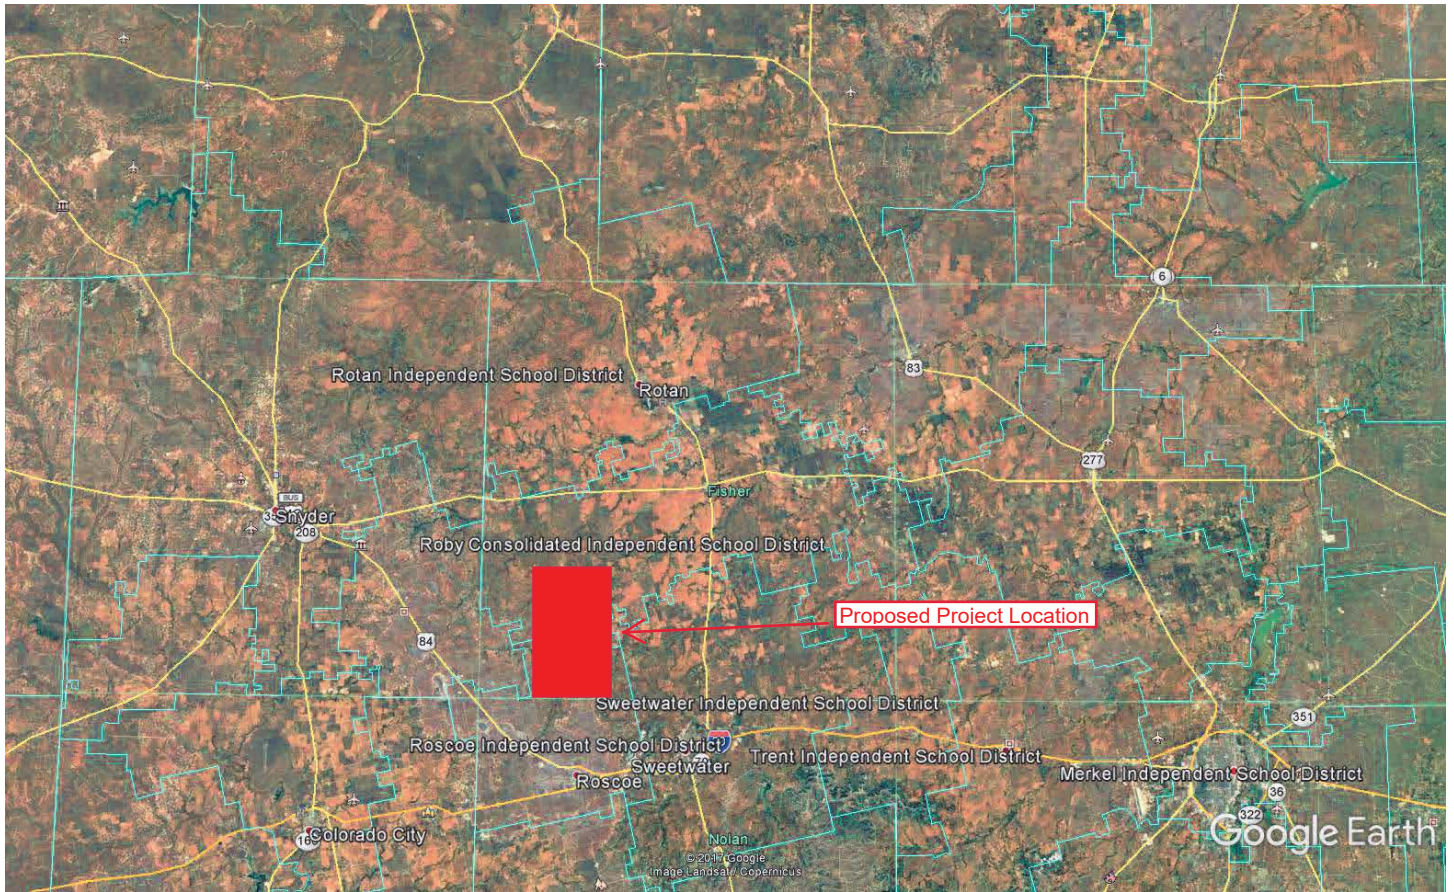 6
Rotan Independent School District
Rotan
83
277
Fisher
BUS
Snyder
208
Roby Consolidated Independent School District
Proposed Project Location
84
Sweetwater Independent School District
351
Roscoe Independent School District
Trent Independent School District
Sweetwater
Merkel Independent School District
Roscoe
36
322
Colorado City
Nolan
Google Earth
© 2017 Google
Image Landsat / Copernicus